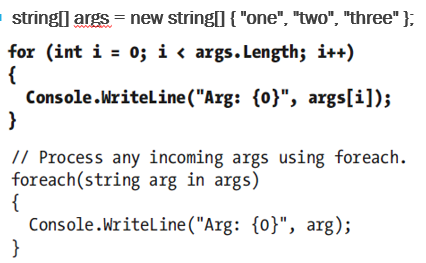 string[] args = new string[] { "one", "two", "three" };
for (int i = 0; i < args.Length; i++)
{
Console.WriteLine("Arg: {0}", args[i]);
}
// Process any incoming args using foreach.
foreach(string arg in args)
{
Console.WriteLine("Arg: {0}", arg);
}